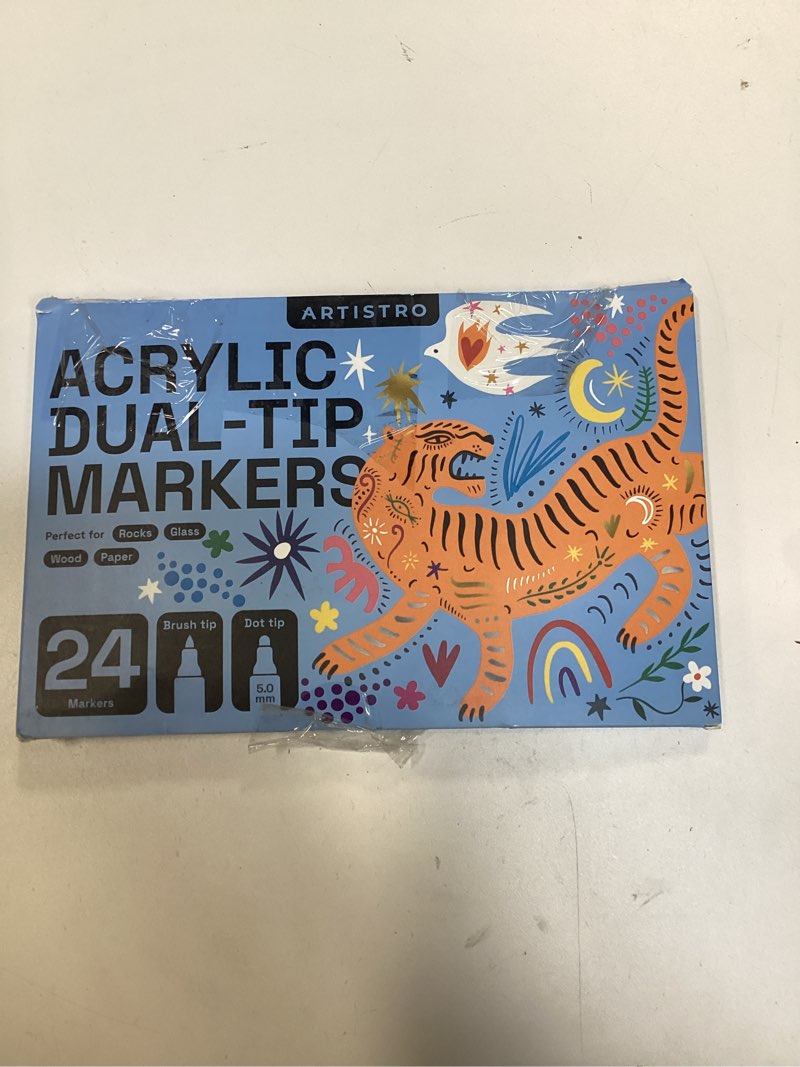 ARTISTRO
ACRYLIC
DUAL-TIP
MARKERS
Perfect for Rocks Glass
Wood Paper
24
Markers
Brush tip
Dot tip
5.0
mm